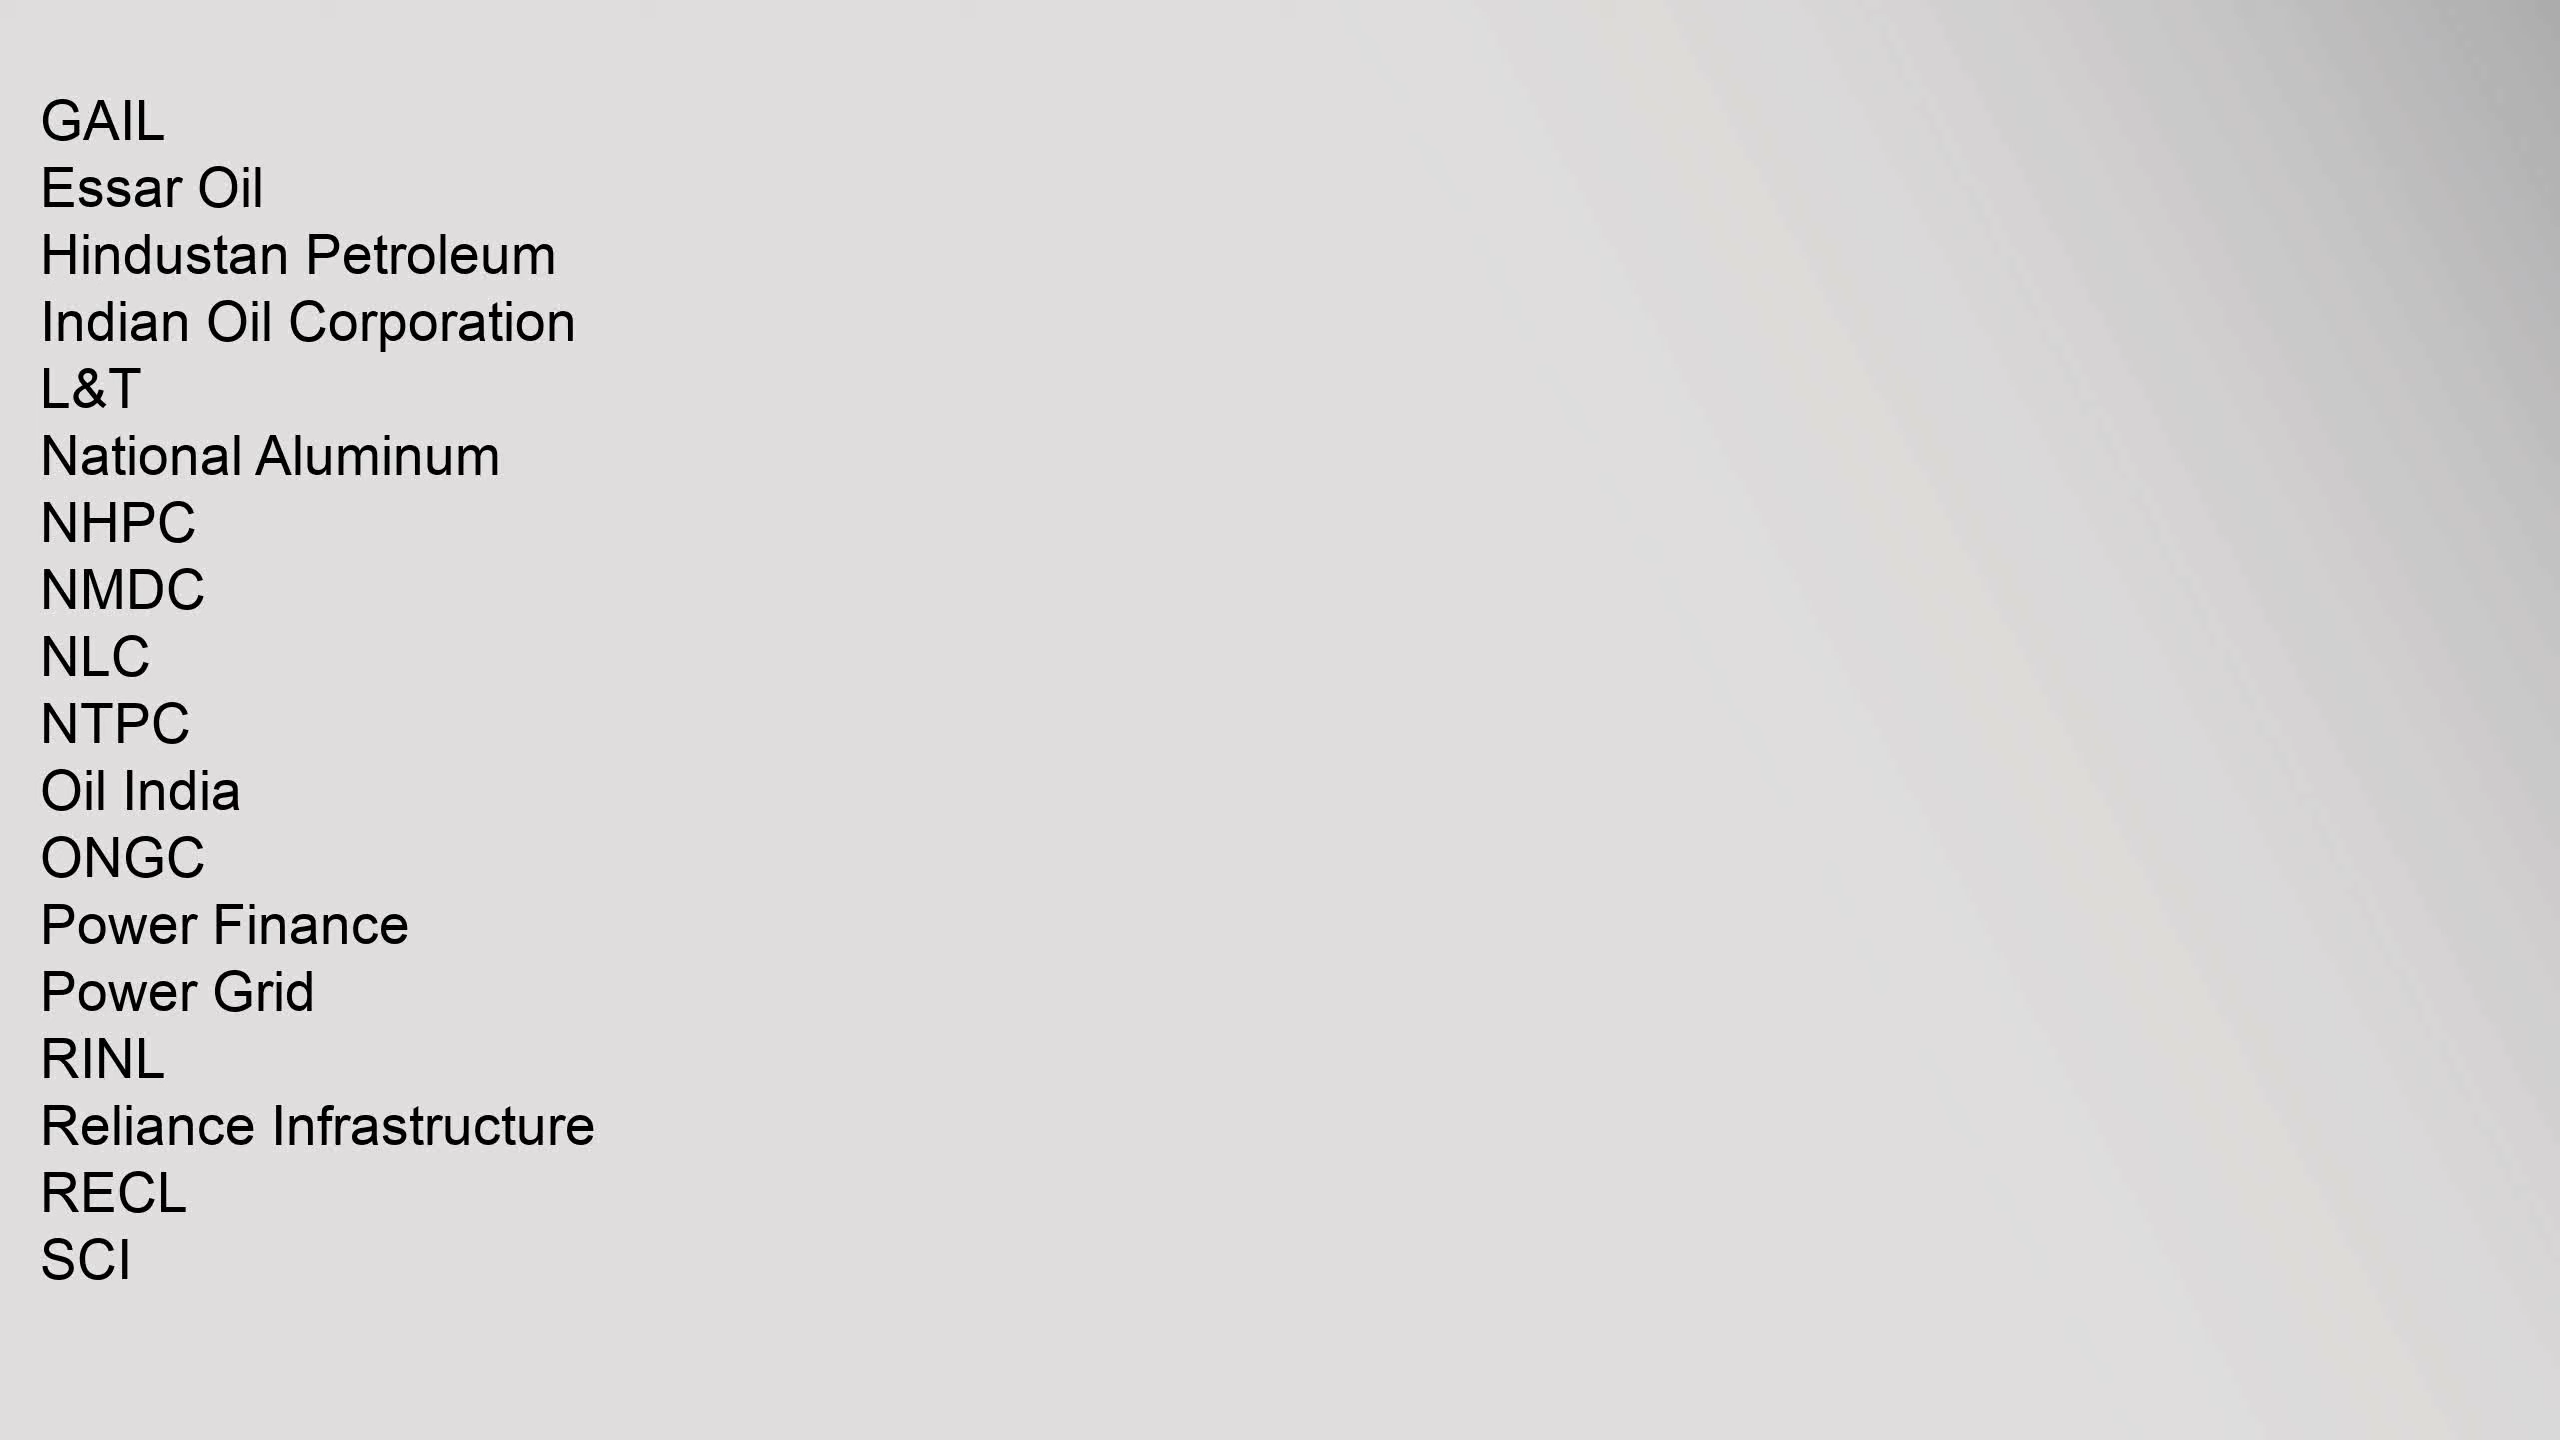 GAIL
Essar Oil
Hindustan Petroleum
Indian Oil Corporation
L&T
National Aluminum
NHPC
NMDC
NLC
NTPC
Oil India
ONGC
Power Finance
Power Grid
RINL
Reliance Infrastructure
RECL
SCI